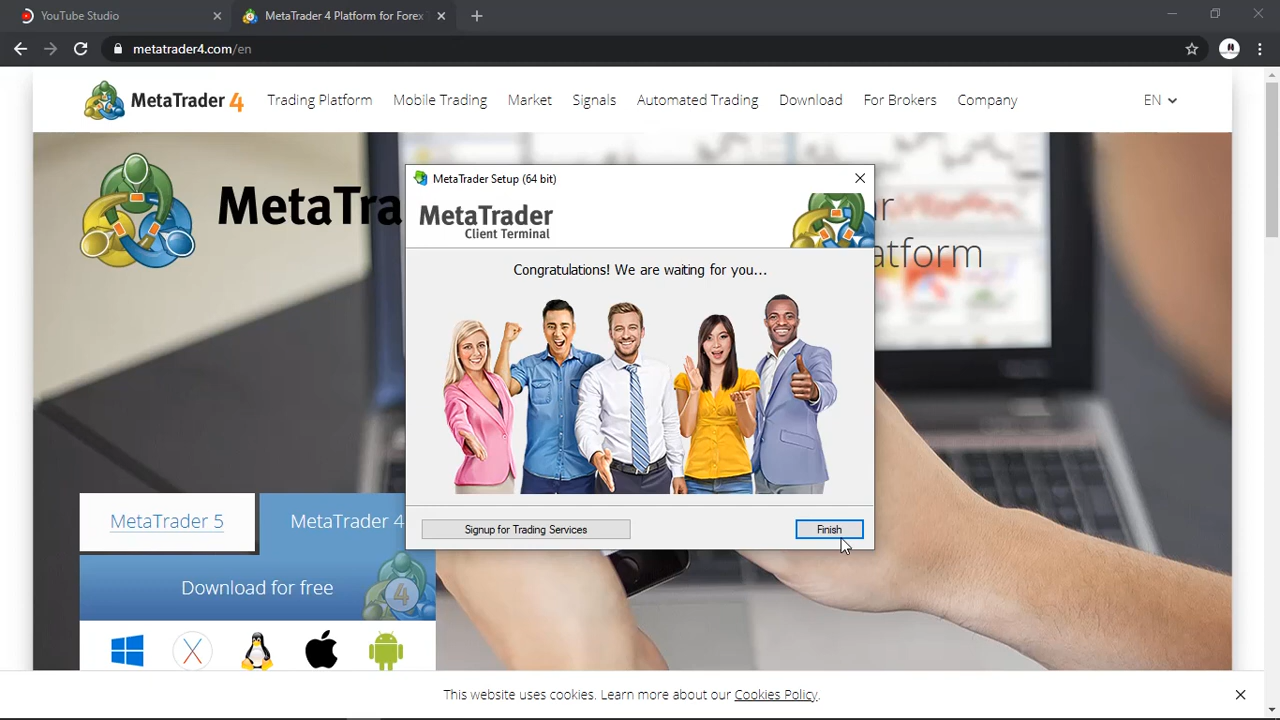 YouTube Studio
MetaTrader 4 Platform for Forex
metatrader4.com/en
MetaTrader 4
Trading Platform
Mobile Trading
Market
Signals
Automated Trading
Download
For Brokers
Company
EN
MetaTra
ar
atform
MetaTrader Setup (64 bit)
MetaTrader
Client Terminal
Congratulations! We are waiting for you...
Signup for Trading Services
Finish
MetaTrader 5
MetaTrader 4
Download for free
4
This website uses cookies. Learn more about our Cookies Policy.